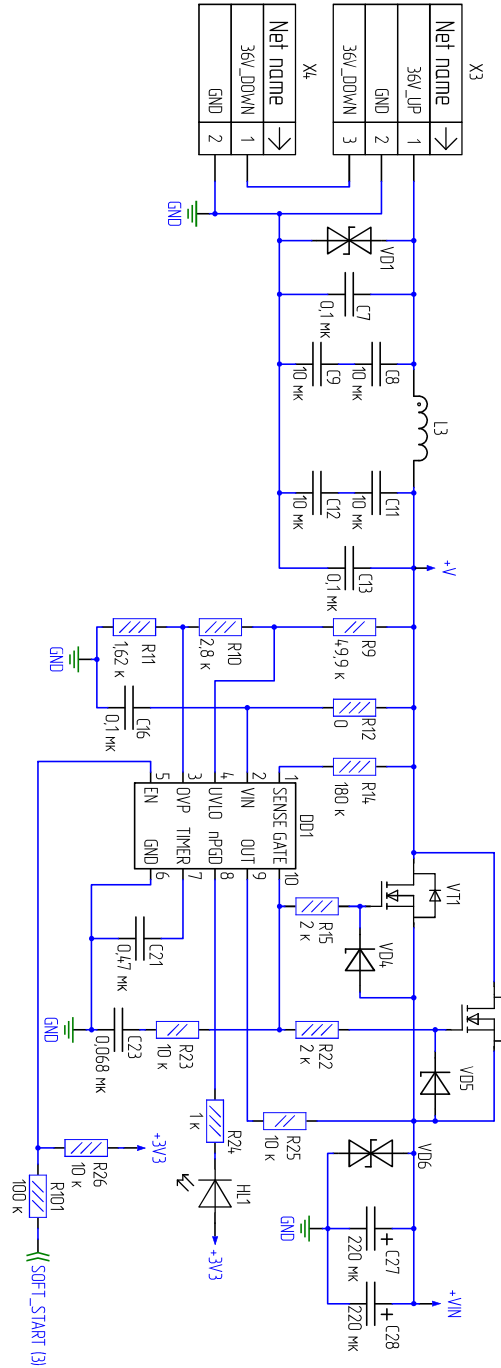 X3
Net name
36V_UP 1
GND 2
36V_DOWN 3
X4
Net name
36V_DOWN 1
GND 2
GND
VD1
C7
0,1 мк
C8
10 мк
C9
10 мк
L3
C11
10 мк
C12
10 мк
C13
0,1 мк
+V
R9
49,9 к
R10
2,8 к
R11
1,62 к
GND
R12
0
C16
0,1 мк
R14
180 к
DD1
1 SENSE GATE 10
2 VIN OUT 9
4 UVLO nPGD 8
3 OVP TIMER 7
5 EN GND 6
VT1
R15
2 к
VD4
C21
0,47 мк
R22
2 к
R23
10 к
C23
0,068 мк
GND
VD5
R25
10 к
R24
1 к
HL1
+3V3
R26
10 к
+3V3
R101
100 к
SOFT_START (3)
VD6
GND
C27
220 мк
C28
220 мк
+VIN